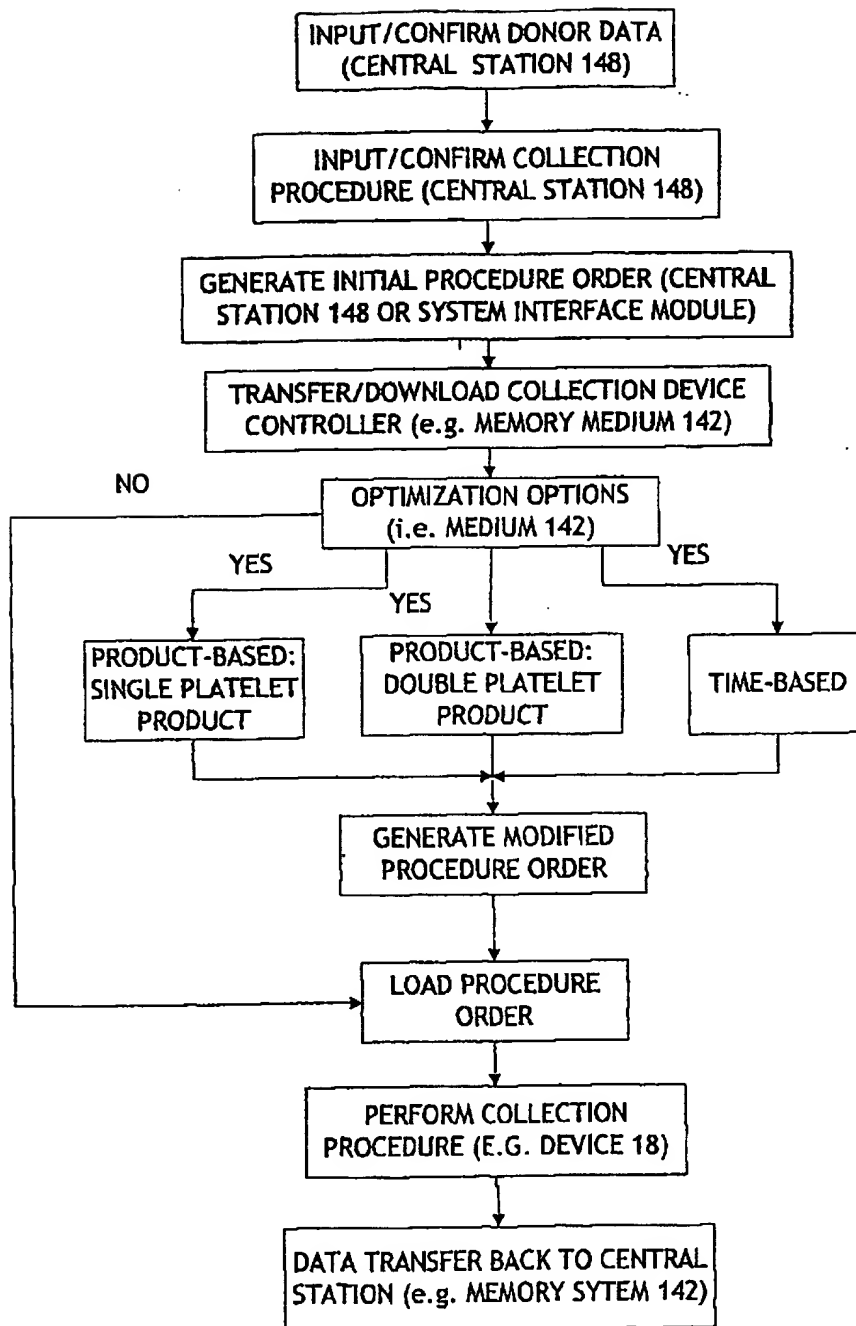 INPUT/CONFIRM DONOR DATA
(CENTRAL STATION 148)
INPUT/CONFIRM COLLECTION
PROCEDURE (CENTRAL STATION 148)
GENERATE INITIAL PROCEDURE ORDER (CENTRAL
STATION 148 OR SYSTEM INTERFACE MODULE)
TRANSFER/DOWNLOAD COLLECTION DEVICE
CONTROLLER (e.g. MEMORY MEDIUM 142)
NO
OPTIMIZATION OPTIONS
(i.e. MEDIUM 142)
YES
YES
YES
PRODUCT-BASED:
SINGLE PLATELET
PRODUCT
PRODUCT-BASED:
DOUBLE PLATELET
PRODUCT
TIME-BASED
GENERATE MODIFIED
PROCEDURE ORDER
LOAD PROCEDURE
ORDER
PERFORM COLLECTION
PROCEDURE (E.G. DEVICE 18)
DATA TRANSFER BACK TO CENTRAL
STATION (e.g. MEMORY SYTEM 142)